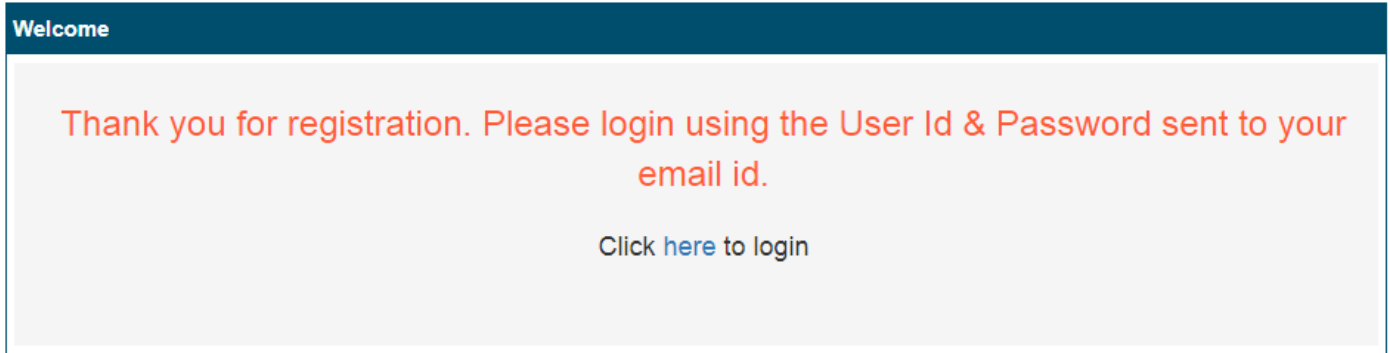 Welcome
Thank you for registration. Please login using the User Id & Password sent to your
email id.
Click here to login